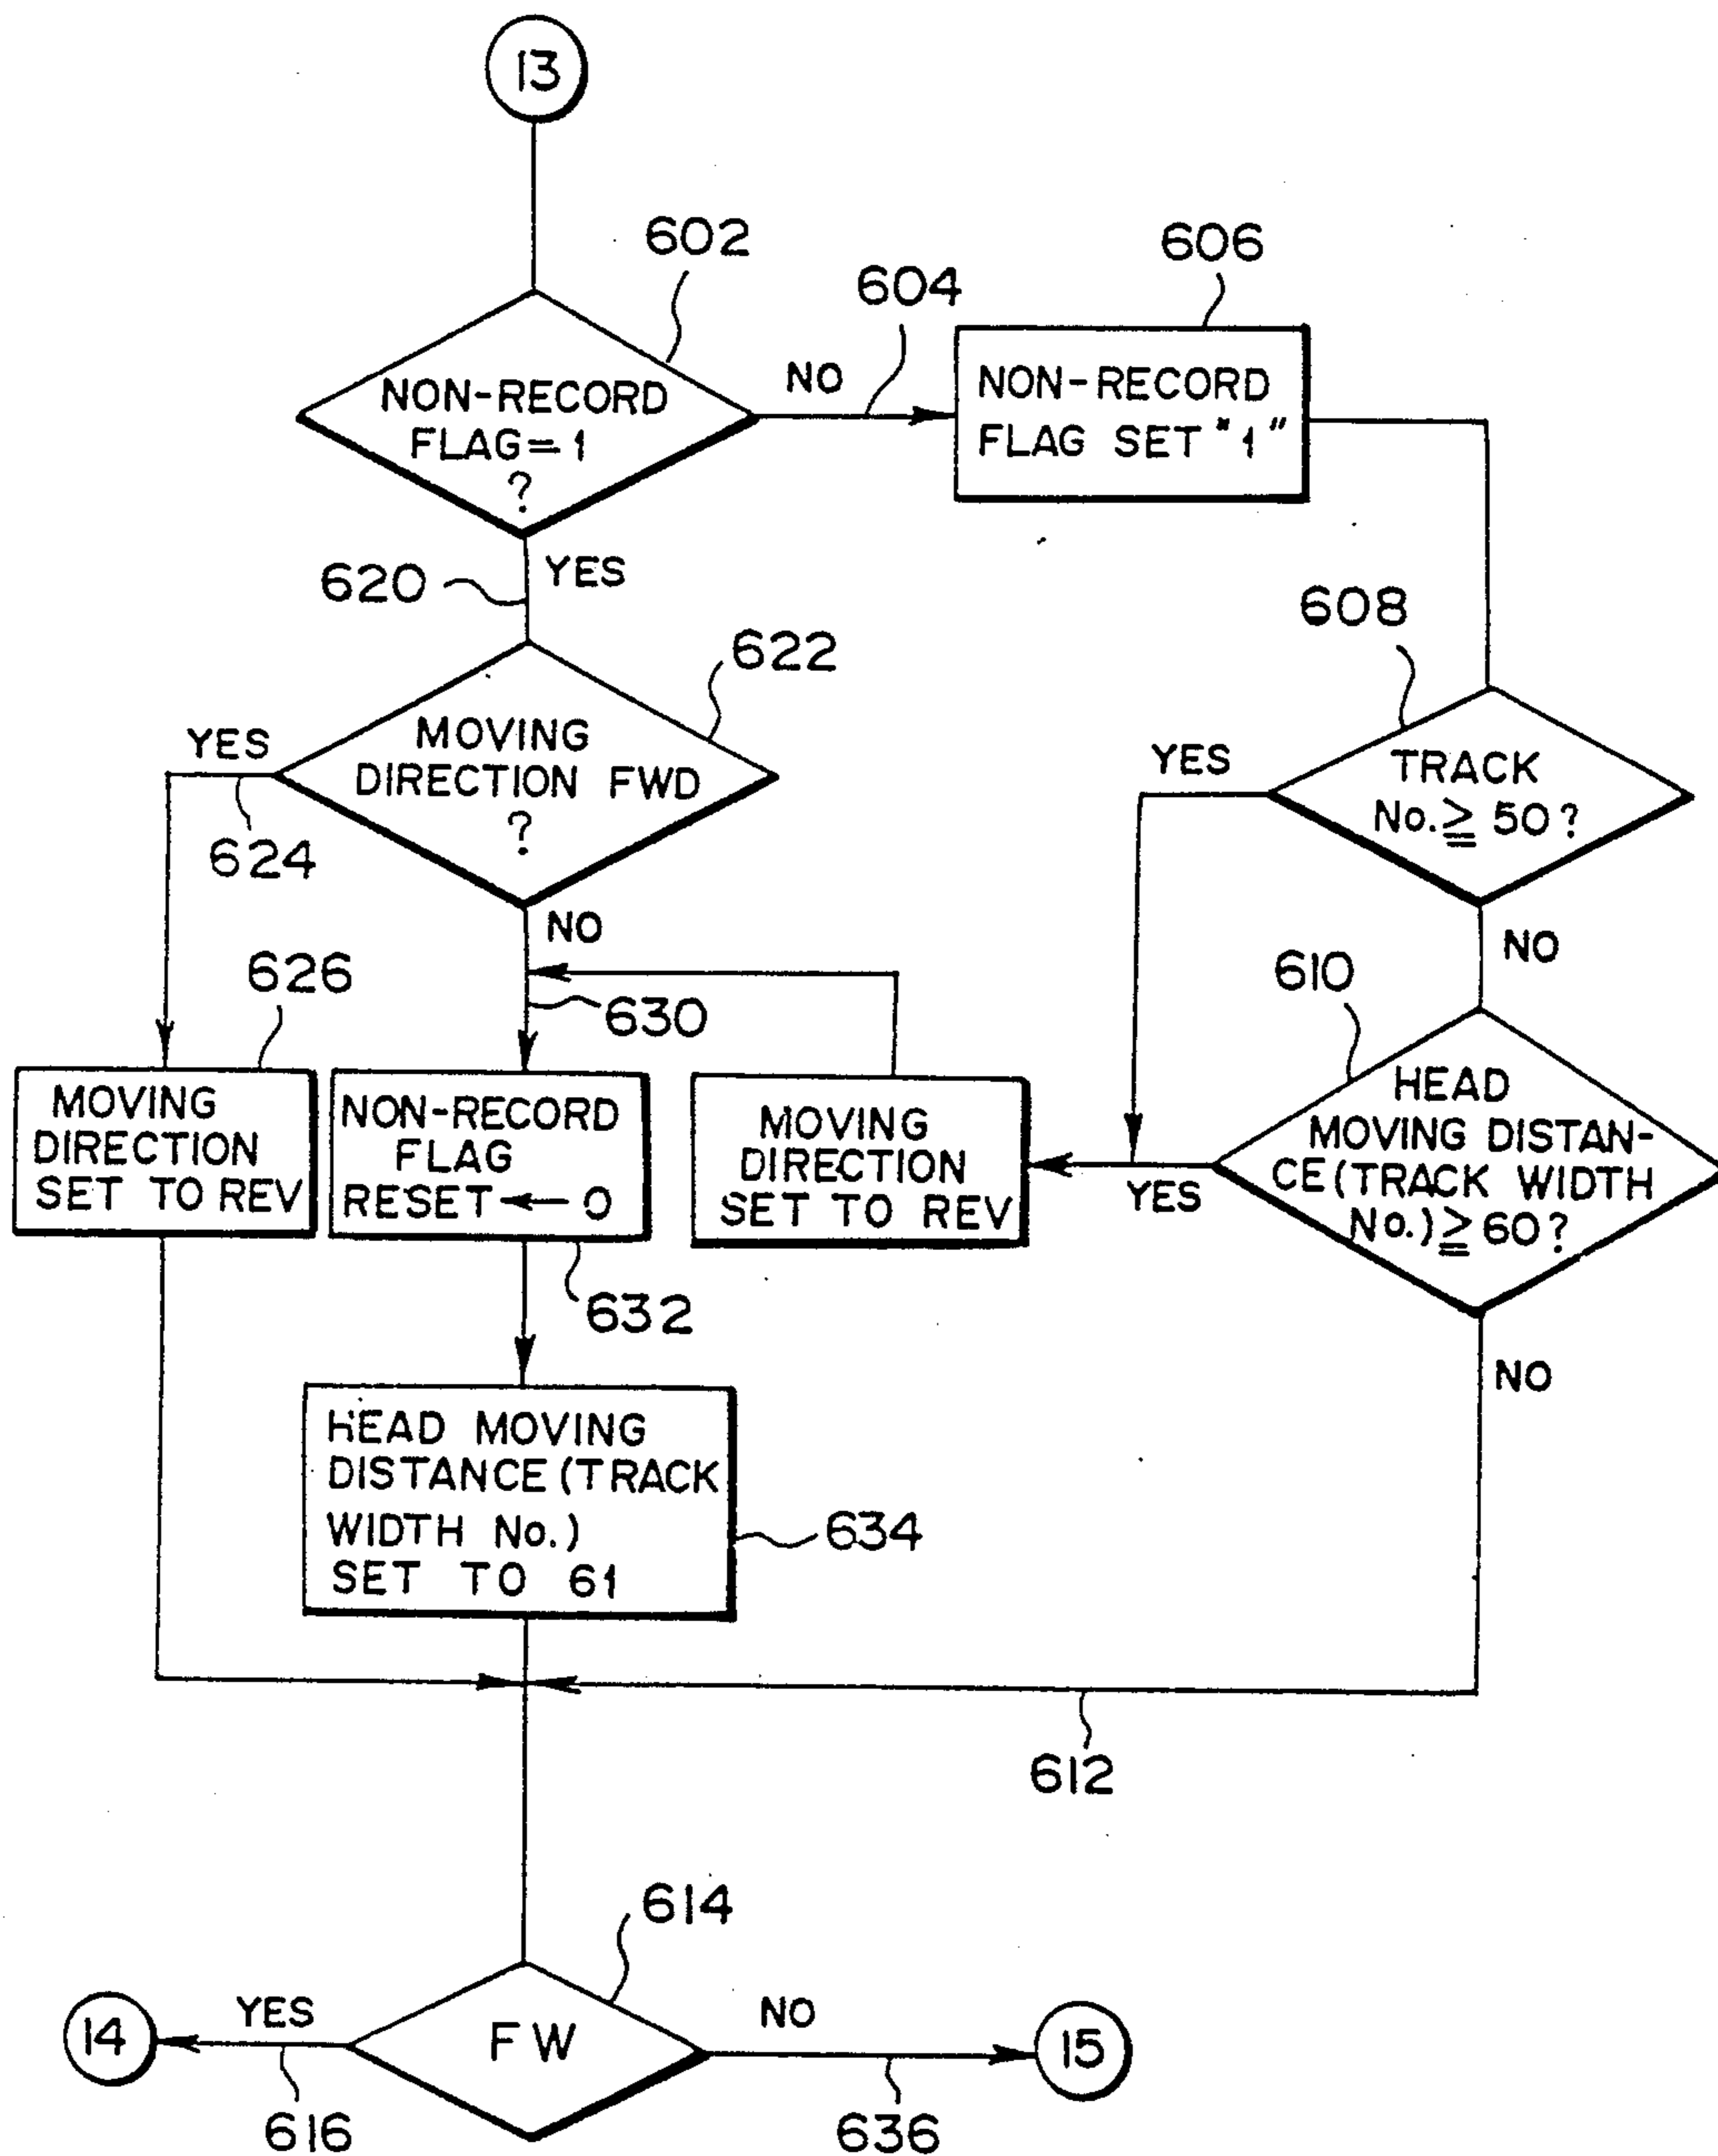 13
602
604
606
NON-RECORD
FLAG=1
?
NO
NON-RECORD
FLAG SET "1"
620
YES
608
622
MOVING
DIRECTION FWD
?
YES
624
TRACK
No.≧50?
YES
NO
NO
626
630
610
MOVING
DIRECTION
SET TO REV
NON-RECORD
FLAG
RESET←0
MOVING
DIRECTION
SET TO REV
YES
HEAD
MOVING DISTAN-
CE(TRACK WIDTH
No.)≧60?
632
NO
HEAD MOVING
DISTANCE(TRACK
WIDTH No.)
SET TO 61
634
612
614
14
YES
FW
NO
15
616
636